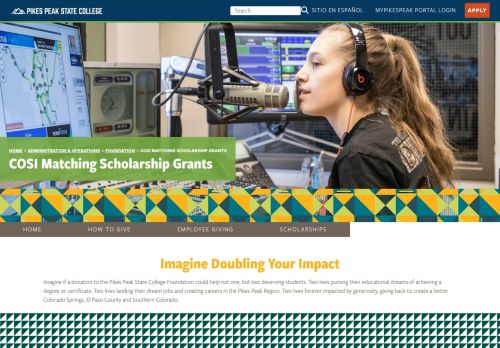 PIKES PEAK STATE COLLEGE
Search
SITIO EN ESPAÑOL
MYPIKESPEAK PORTAL LOGIN
APPLY
HOME > ADMINISTRATION & OPERATIONS > FOUNDATION > COSI MATCHING SCHOLARSHIP GRANTS
COSI Matching Scholarship Grants
HOME
HOW TO GIVE
EMPLOYEE GIVING
SCHOLARSHIPS
Imagine Doubling Your Impact
Imagine if a donation to the Pikes Peak State College Foundation could help not one, but two deserving students. Two lives pursing their educational dreams of achieving a
degree or certificate. Two lives landing their dream jobs and creating careers in the Pikes Peak Region. Two lives forever impacted by generosity, giving back to create a better
Colorado Springs, El Paso County and Southern Colorado.